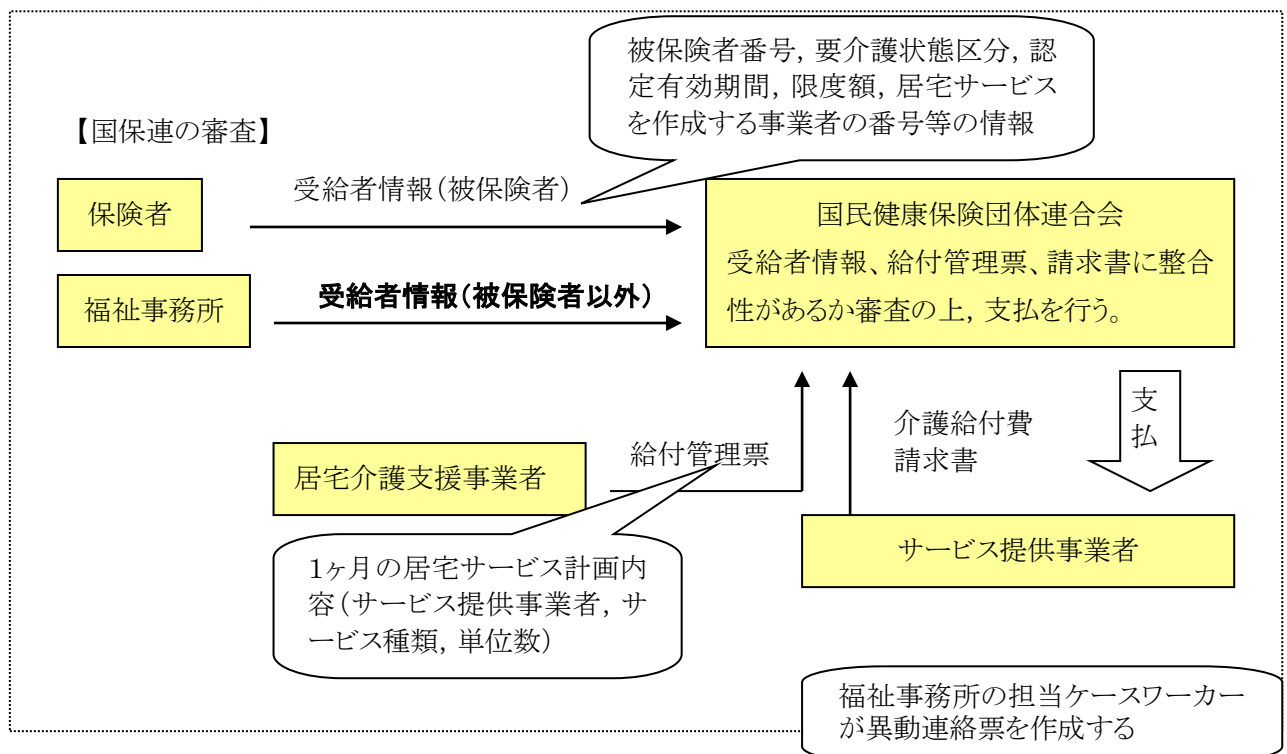 被保険者番号，要介護状態区分，認
定有効期間，限度額，居宅サービス
を作成する事業者の番号等の情報
【国保連の審査】
受給者情報（被保険者）
保険者
国民健康保険団体連合会
受給者情報、給付管理票、請求書に整合
性があるか審査の上，支払を行う。
福祉事務所
受給者情報（被保険者以外）
支
払
介護給付費
請求書
給付管理票
居宅介護支援事業者
サービス提供事業者
1ヶ月の居宅サービス計画内
容（サービス提供事業者，サ
ービス種類，単位数）
福祉事務所の担当ケースワーカー
が異動連絡票を作成する